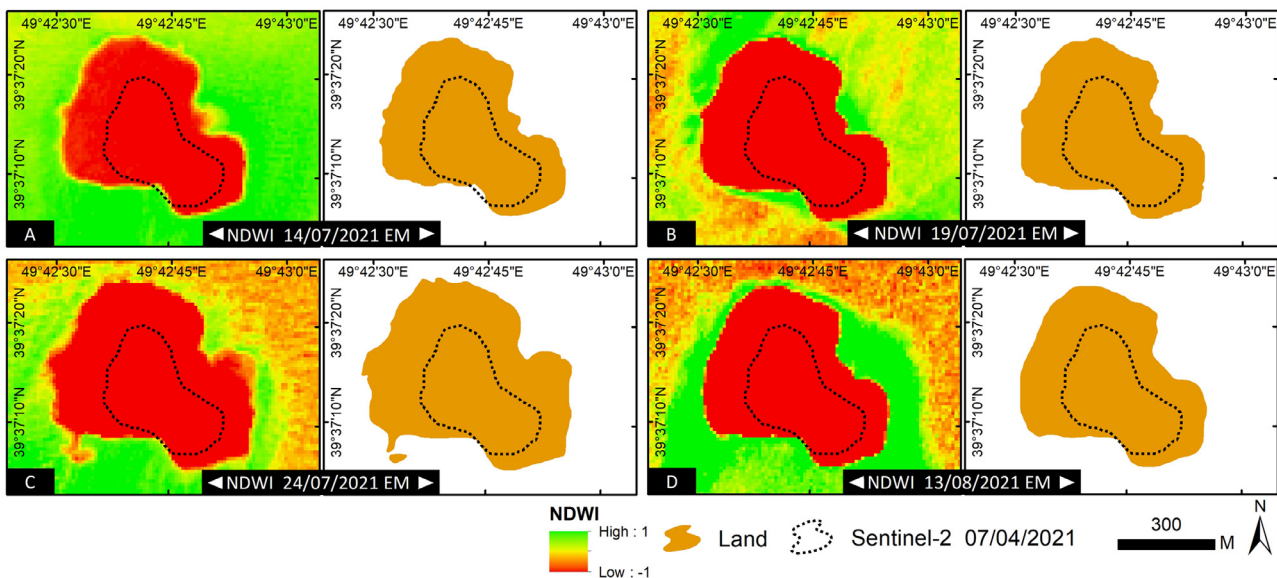 49°42'30"E 49°42'45"E 49°43'0"E
49°42'30"E 49°42'45"E 49°43'0"E
39°37'20"N
39°37'10"N
39°37'20"N
39°37'10"N
A
◀ NDWI 14/07/2021 EM ▶
49°42'30"E 49°42'45"E 49°43'0"E
49°42'30"E 49°42'45"E 49°43'0"E
39°37'20"N
39°37'10"N
39°37'20"N
39°37'10"N
B
◀ NDWI 19/07/2021 EM ▶
49°42'30"E 49°42'45"E 49°43'0"E
49°42'30"E 49°42'45"E 49°43'0"E
39°37'20"N
39°37'10"N
39°37'20"N
39°37'10"N
C
◀ NDWI 24/07/2021 EM ▶
49°42'30"E 49°42'45"E 49°43'0"E
49°42'30"E 49°42'45"E 49°43'0"E
39°37'20"N
39°37'10"N
39°37'20"N
39°37'10"N
D
◀ NDWI 13/08/2021 EM ▶
NDWI
High : 1
Low : -1
Land
Sentinel-2 07/04/2021
300
M
N